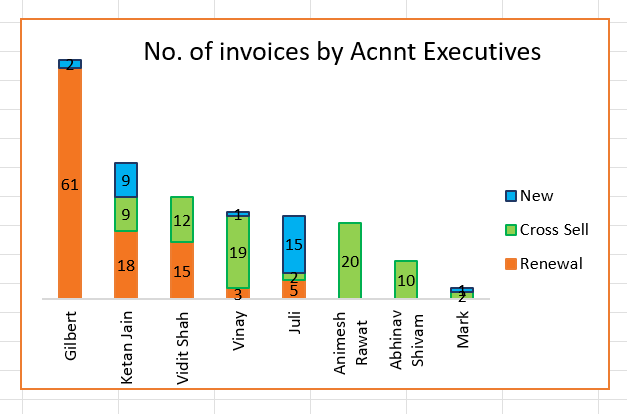 No. of invoices by Acnnt Executives
2
61
9
9
18
12
15
1
19
3
15
2
5
20
10
1
2
New
Cross Sell
Renewal
Gilbert
Ketan Jain
Vidit Shah
Vinay
Juli
Animesh
Rawat
Abhinav
Shivam
Mark